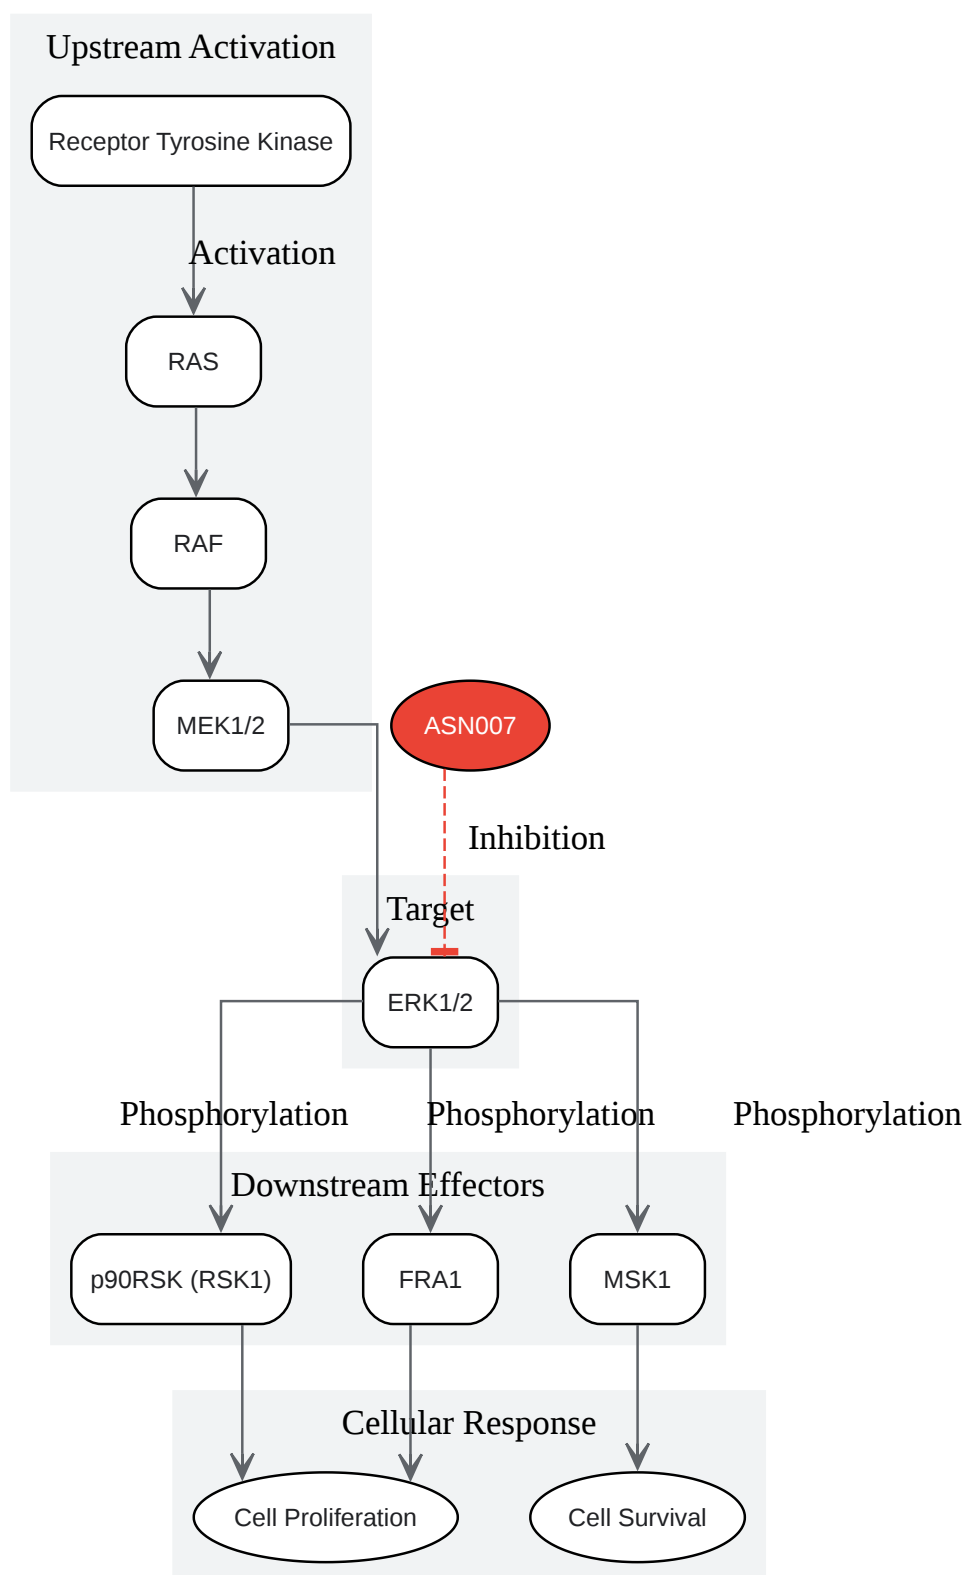 Upstream Activation
Receptor Tyrosine Kinase
Activation
RAS
RAF
MEK1/2
ASN007
Inhibition
Target
ERK1/2
Phosphorylation
Phosphorylation
Phosphorylation
Downstream Effectors
p90RSK (RSK1)
FRA1
MSK1
Cellular Response
Cell Proliferation
Cell Survival